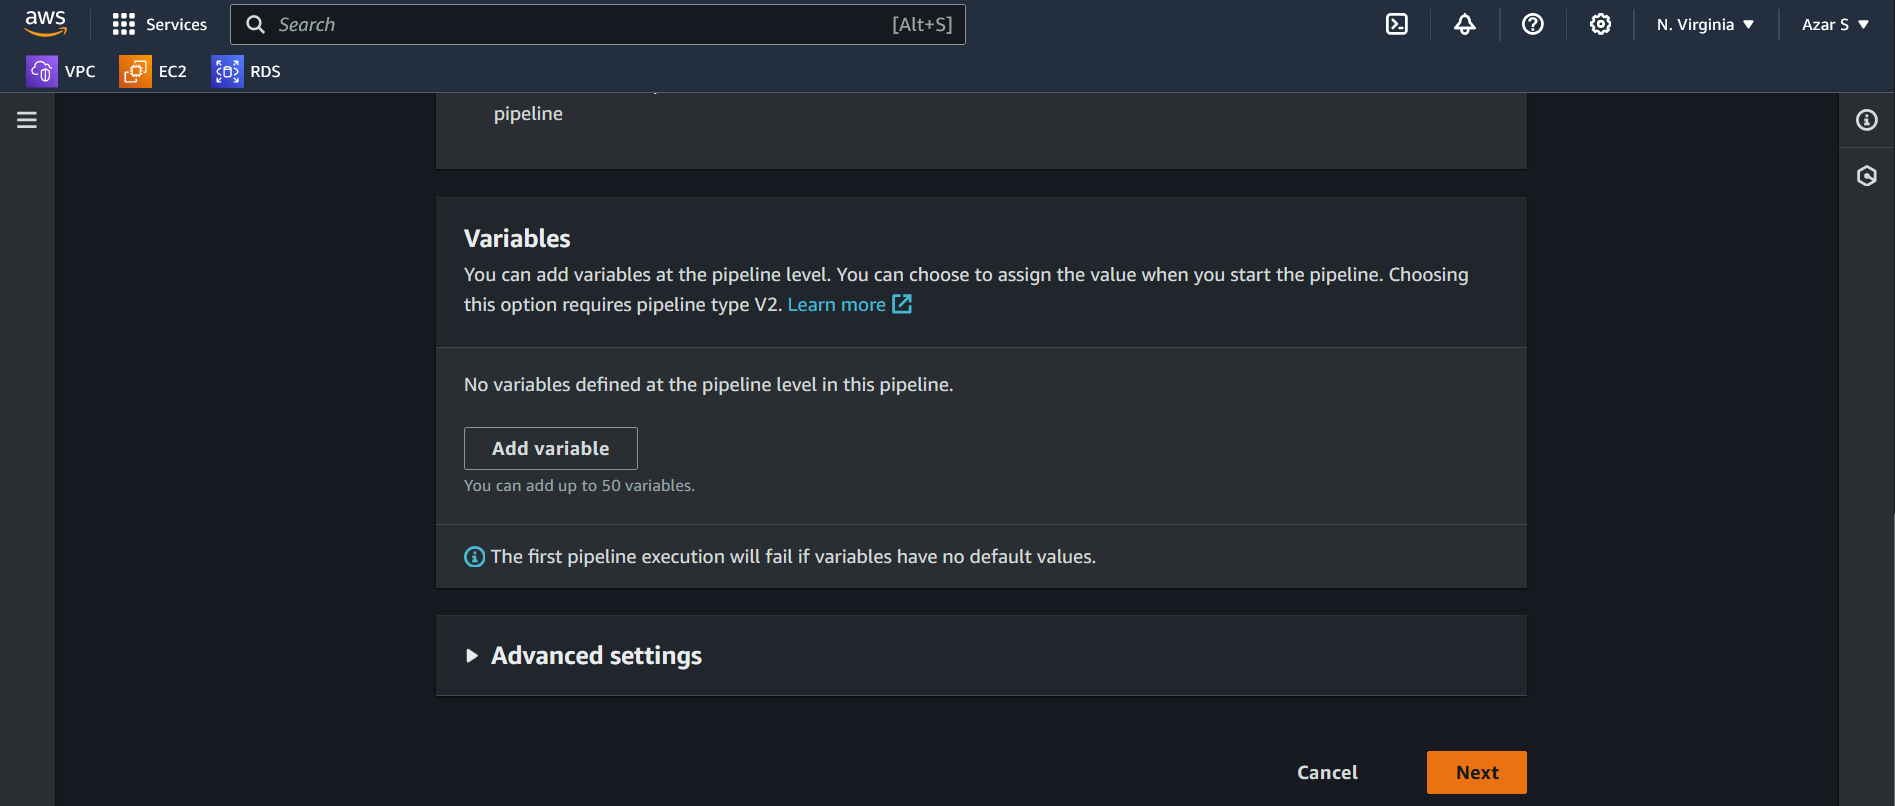 aws
Services
Search
[Alt+S]
N. Virginia
Azar S
VPC
EC2
RDS
pipeline
Variables
You can add variables at the pipeline level. You can choose to assign the value when you start the pipeline. Choosing
this option requires pipeline type V2. Learn more
No variables defined at the pipeline level in this pipeline.
Add variable
You can add up to 50 variables.
The first pipeline execution will fail if variables have no default values.
Advanced settings
Cancel
Next